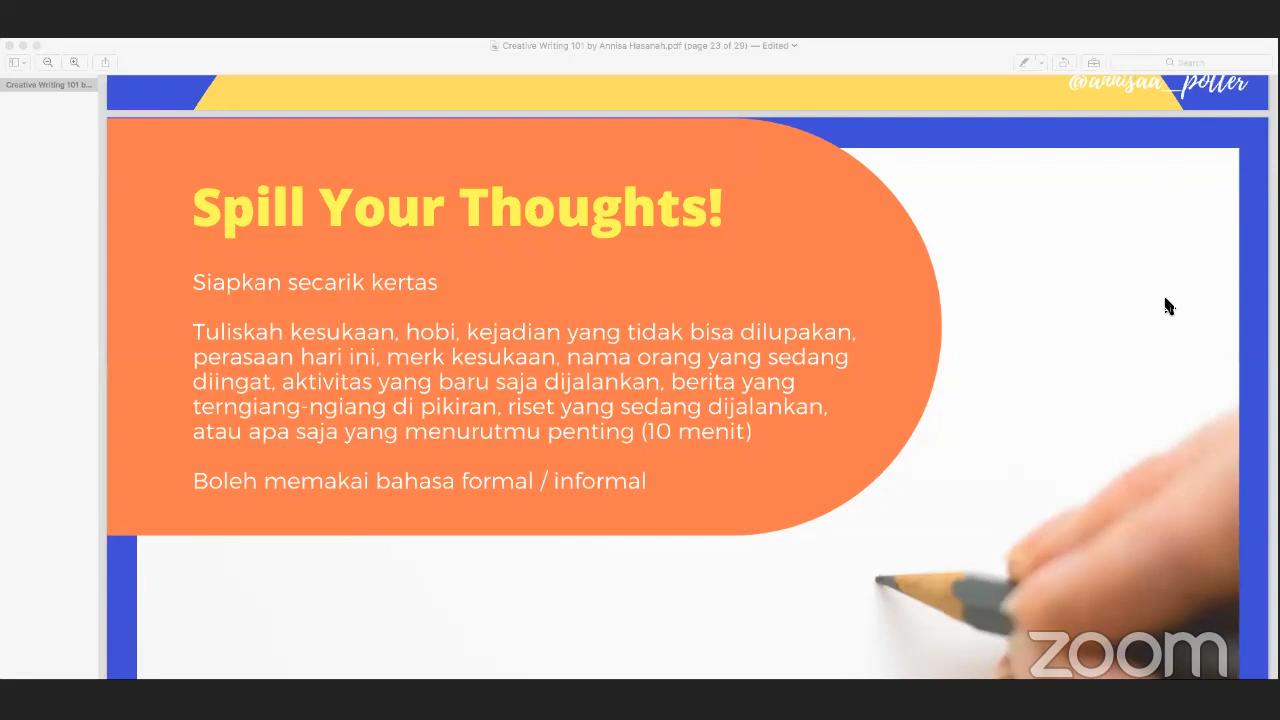 Creative Writing 101 by Annisa Hasanah.pdf (page 23 of 29) — Edited
Search
Creative Writing 101 b...
@annisaa_potter
Spill Your Thoughts!
Siapkan secarik kertas
Tuliskah kesukaan, hobi, kejadian yang tidak bisa dilupakan,
perasaan hari ini, merk kesukaan, nama orang yang sedang
diingat, aktivitas yang baru saja dijalankan, berita yang
terngiang-ngiang di pikiran, riset yang sedang dijalankan,
atau apa saja yang menurutmu penting (10 menit)
Boleh memakai bahasa formal / informal
zoom